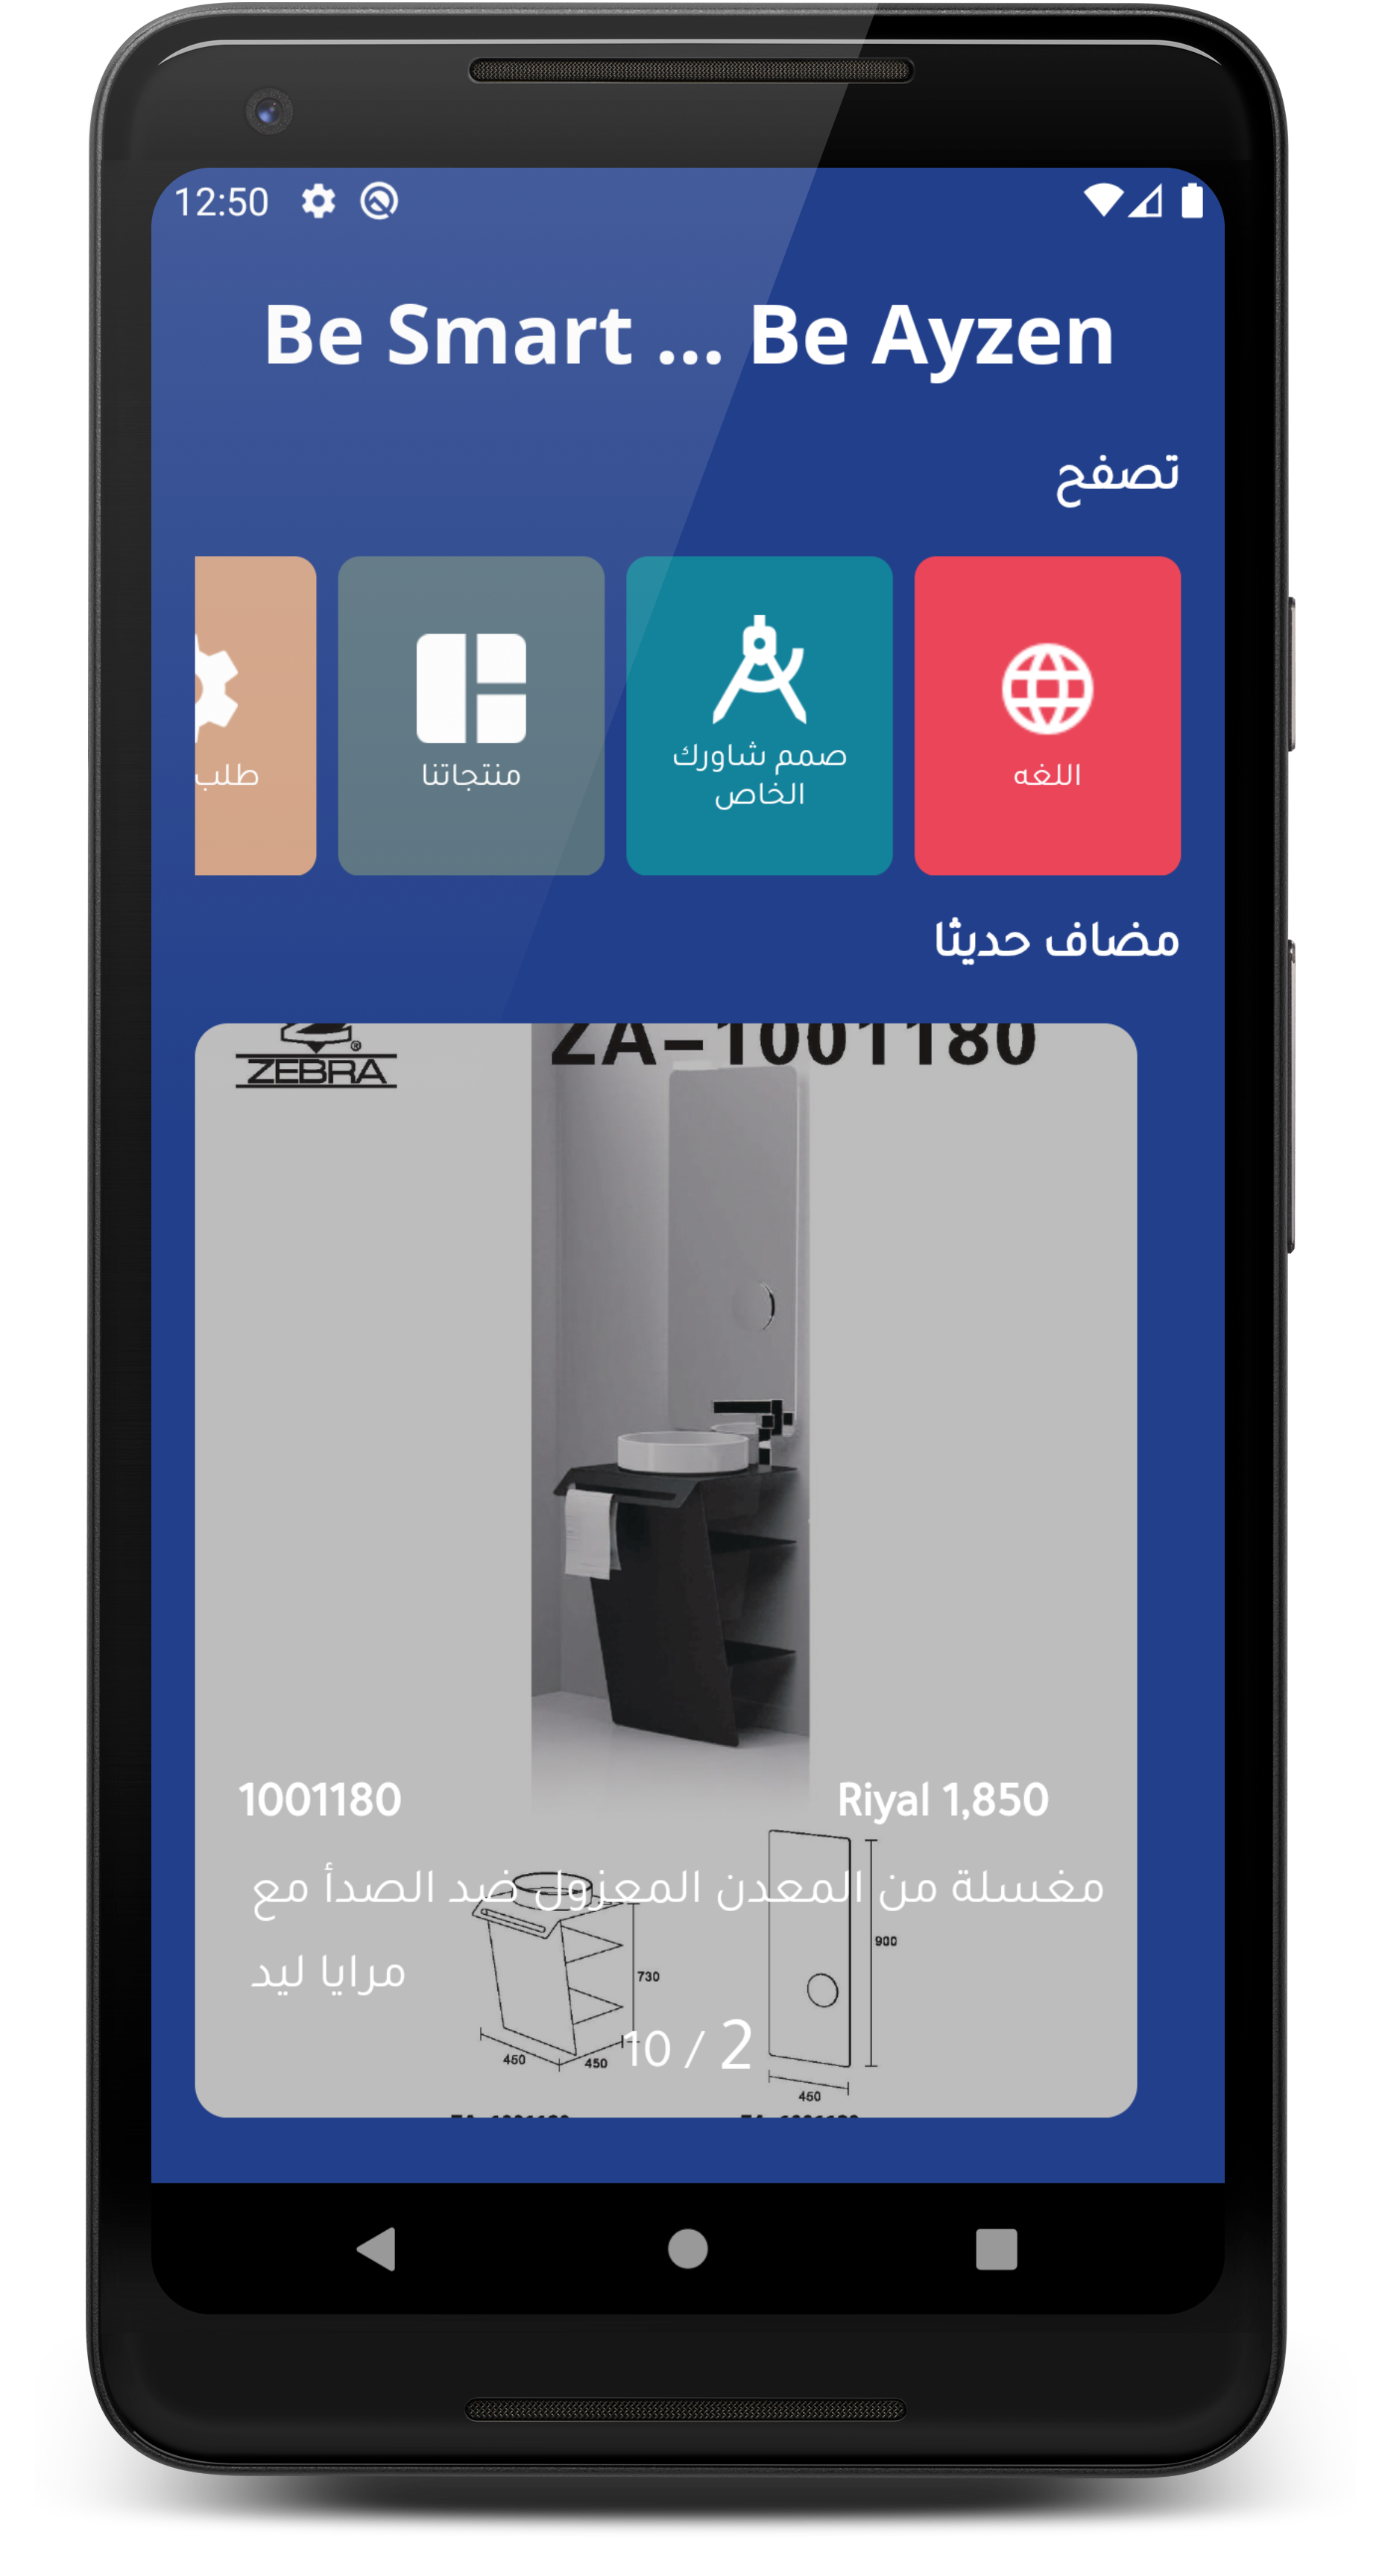 12:50
Be Smart ... Be Ayzen
تصفح
اللغه
صمم شاورك
الخاص
منتجاتنا
طلب
مضاف حديثا
ZEBRA®
ZA-1001180
1001180
Riyal 1,850
مغسلة من المعدن المعزول ضد الصدأ مع
مرايا ليد
900
730
450
450
450
10 / 2